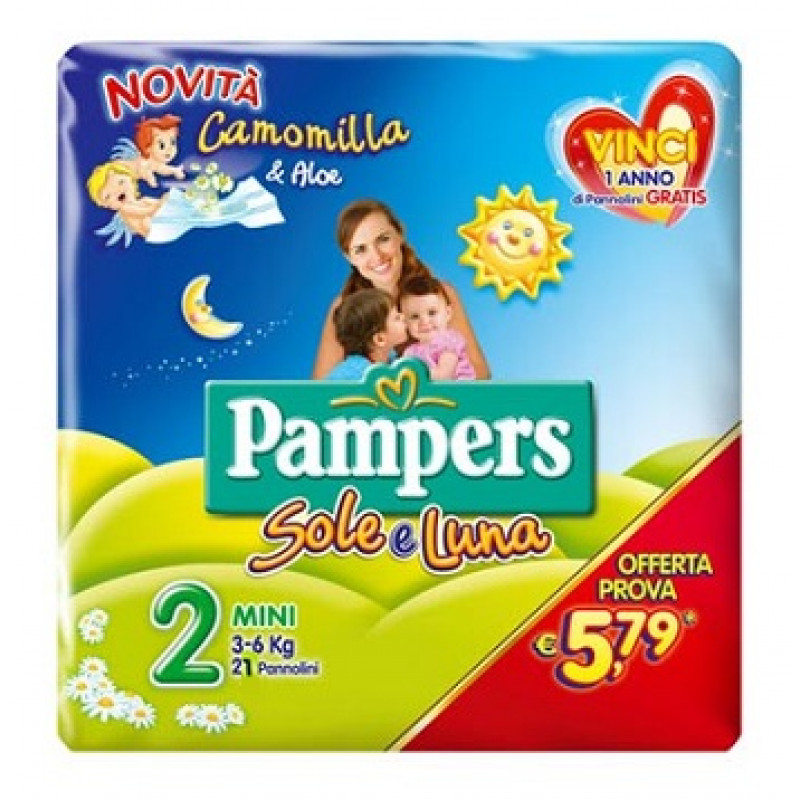 NOVITÀ
Camomilla
& Aloe
VINCI
1 ANNO
di Pannolini GRATIS
Pampers
Sole e Luna
2 MINI
3-6 Kg
21 Pannolini
OFFERTA
PROVA
€5,79*